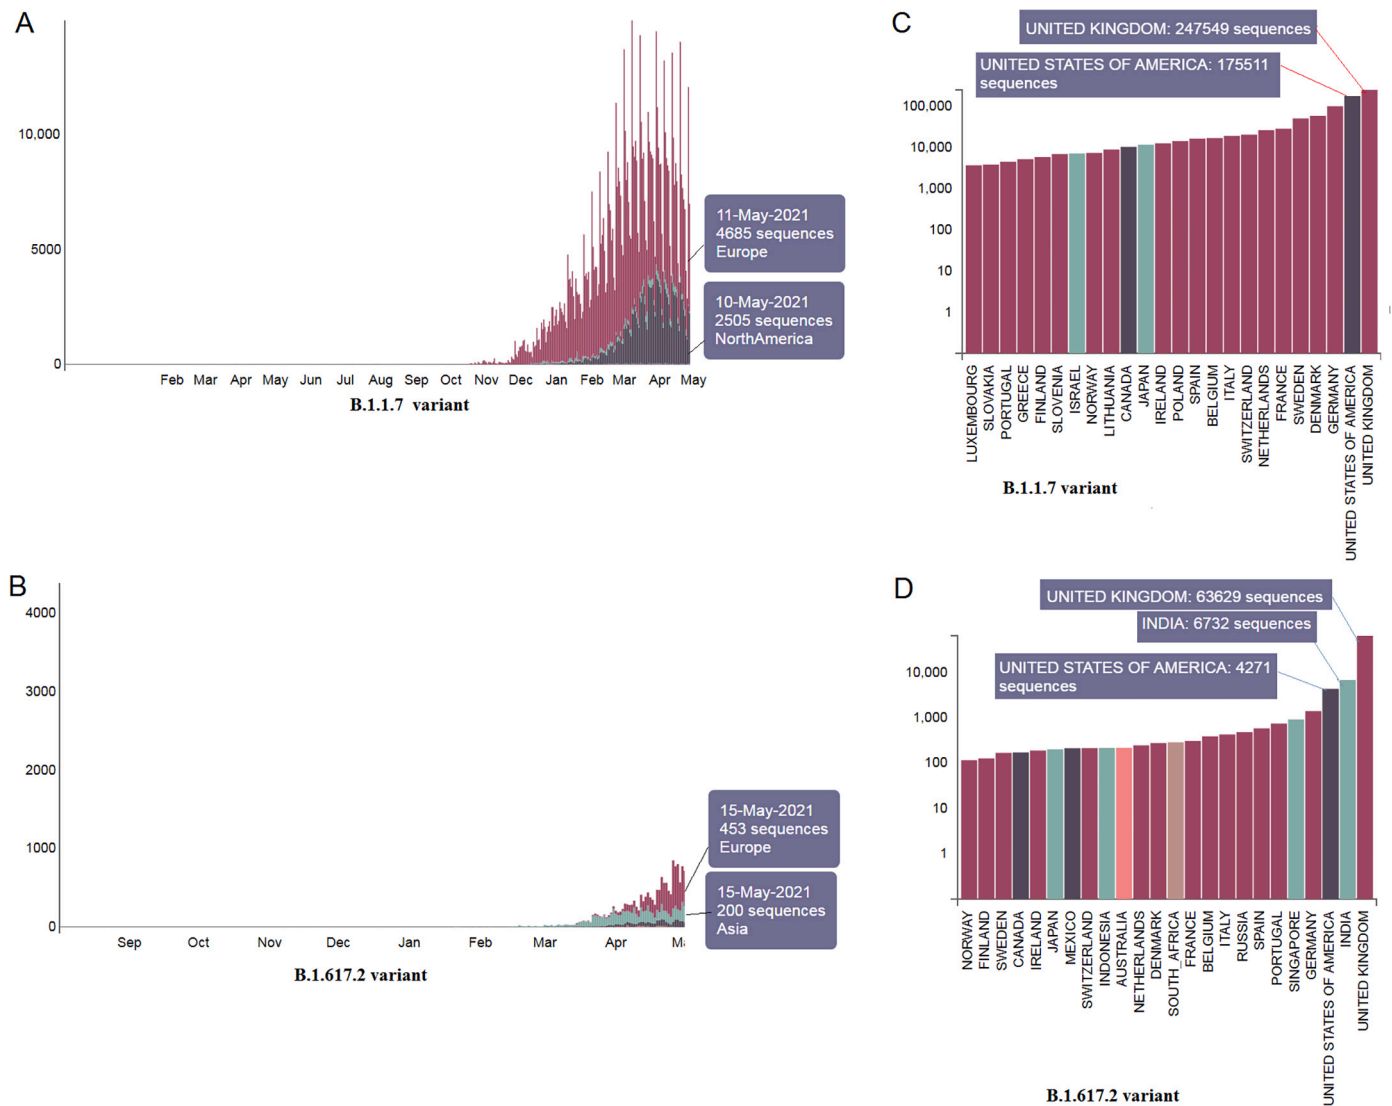 A
10,000
5000
0
11-May-2021
4685 sequences
Europe
10-May-2021
2505 sequences
NorthAmerica
Feb Mar Apr May Jun Jul Aug Sep Oct Nov Dec Jan Feb Mar Apr May
B.1.1.7 variant
C
UNITED KINGDOM: 247549 sequences
UNITED STATES OF AMERICA: 175511
sequences
100,000
10,000
1,000
100
10
1
LUXEMBOURG
SLOVAKIA
PORTUGAL
GREECE
FINLAND
SLOVENIA
ISRAEL
NORWAY
LITHUANIA
CANADA
JAPAN
IRELAND
POLAND
SPAIN
BELGIUM
ITALY
SWITZERLAND
NETHERLANDS
FRANCE
SWEDEN
DENMARK
GERMANY
UNITED STATES OF AMERICA
UNITED KINGDOM
B.1.1.7 variant
B
4000
3000
2000
1000
0
15-May-2021
453 sequences
Europe
15-May-2021
200 sequences
Asia
Sep Oct Nov Dec Jan Feb Mar Apr Ma
B.1.617.2 variant
D
UNITED KINGDOM: 63629 sequences
INDIA: 6732 sequences
UNITED STATES OF AMERICA: 4271
sequences
10,000
1,000
100
10
1
NORWAY
FINLAND
SWEDEN
CANADA
IRELAND
JAPAN
MEXICO
SWITZERLAND
INDONESIA
AUSTRALIA
NETHERLANDS
DENMARK
SOUTH_AFRICA
FRANCE
BELGIUM
ITALY
RUSSIA
SPAIN
PORTUGAL
SINGAPORE
GERMANY
UNITED STATES OF AMERICA
INDIA
UNITED KINGDOM
B.1.617.2 variant